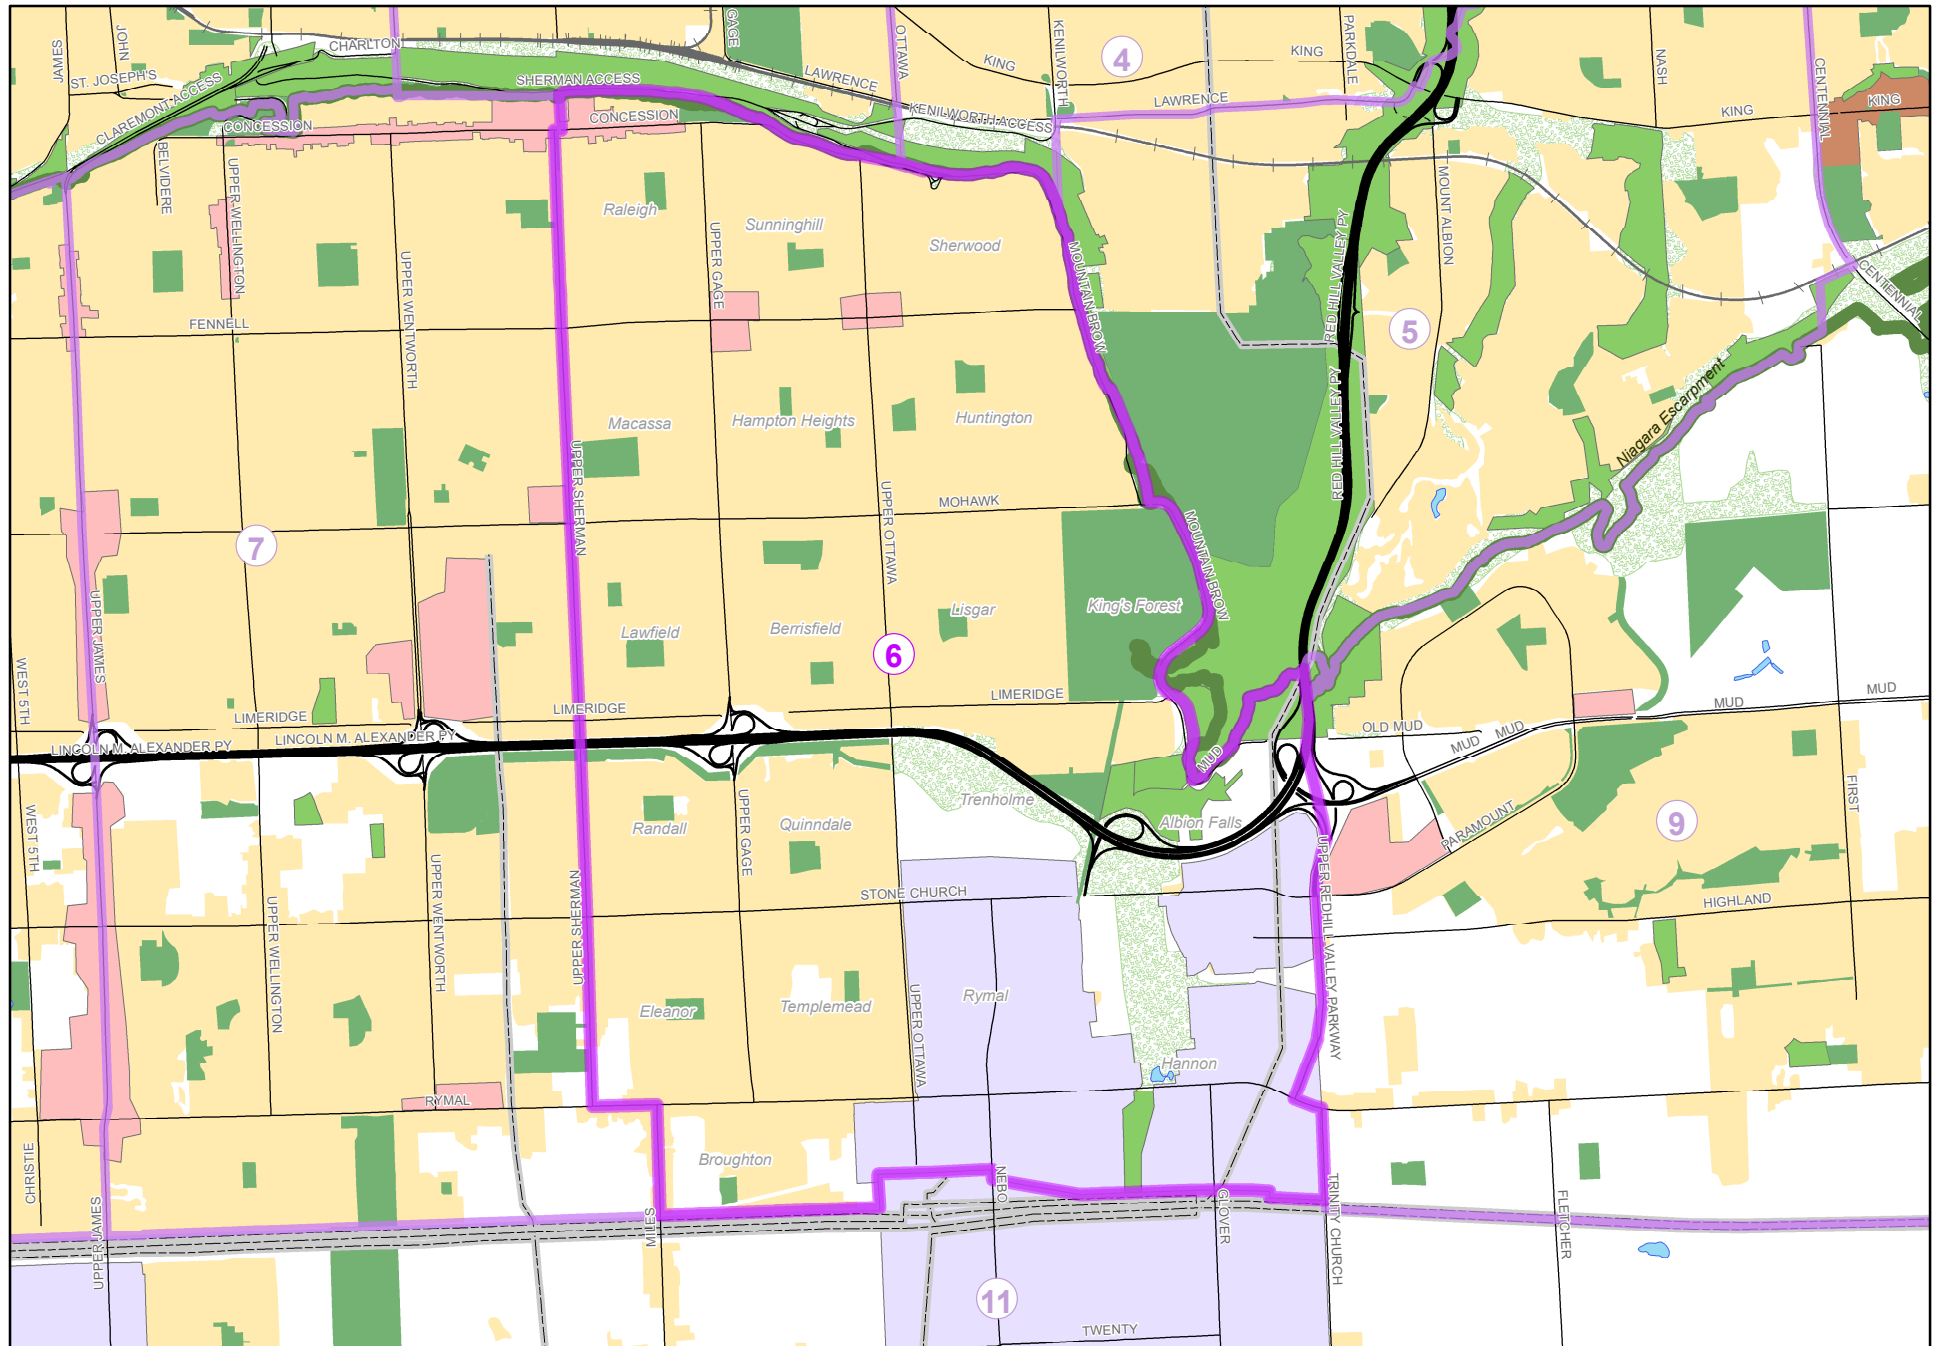 JAMES
JOHN
GAGE
OTTAWA
KENILWORTH
4
KING
KING
PARKDALE
NASH
CENTENNIAL
CHARLTON
ST. JOSEPH'S
CLAREMONT ACCESS
SHERMAN ACCESS
LAWRENCE
LAWRENCE
KING
KING
KENILWORTH ACCESS
CONCESSION
CONCESSION
BELVIDERE
UPPER WELLINGTON
UPPER WENTWORTH
Raleigh
Sunninghill
Sherwood
UPPER GAGE
MOUNTAIN BROW
RED HILL VALLEY PY
MOUNT ALBION
CENTENNIAL
FENNELL
5
RED HILL VALLEY PY
Niagara Escarpment
Macassa
Hampton Heights
Huntington
UPPER SHERMAN
UPPER OTTAWA
MOHAWK
MOUNTAIN BROW
7
UPPER JAMES
Lawfield
Berrisfield
Lisgar
King's Forest
6
WEST 5TH
LIMERIDGE
LIMERIDGE
LIMERIDGE
LINCOLN M. ALEXANDER PY
LINCOLN M. ALEXANDER PY
MUD
OLD MUD
MUD
MUD
MUD
MUD
WEST 5TH
UPPER WELLINGTON
UPPER WENTWORTH
UPPER SHERMAN
Randall
UPPER GAGE
Quinndale
Trenholme
Albion Falls
PARAMOUNT
9
FIRST
STONE CHURCH
HIGHLAND
UPPER REDHILL VALLEY PARKWAY
Eleanor
Templemead
UPPER OTTAWA
Rymal
Hannon
RYMAL
CHRISTIE
Broughton
UPPER JAMES
MILES
NEBO
GLOVER
TRINITY CHURCH
FLETCHER
11
TWENTY